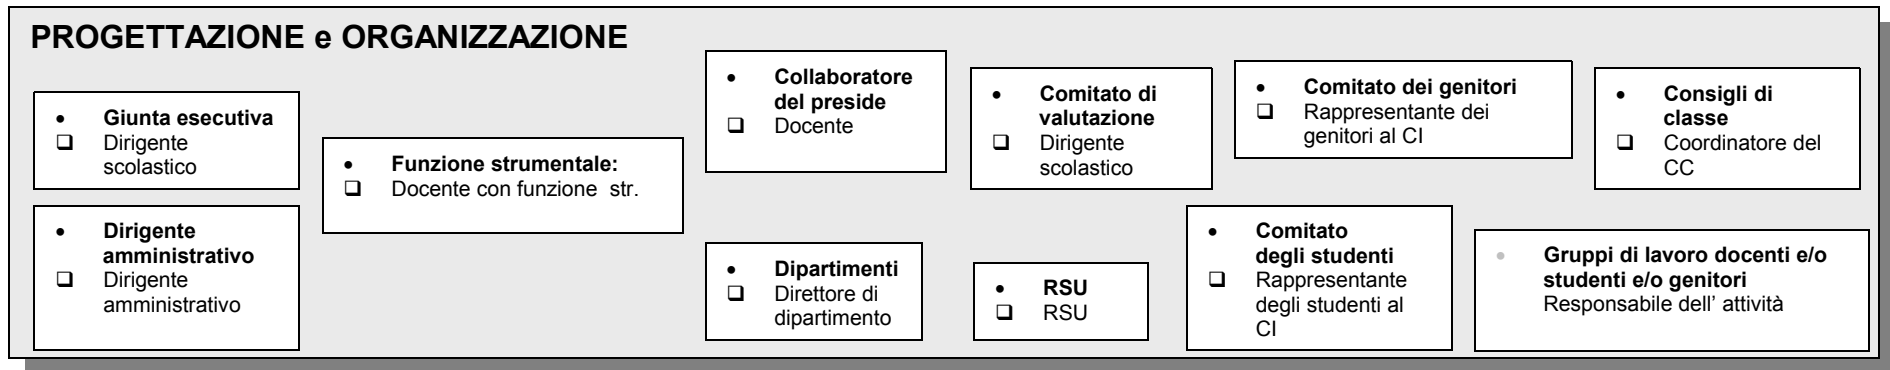 PROGETTAZIONE e ORGANIZZAZIONE
• Giunta esecutiva
❑ Dirigente
scolastico
• Dirigente
amministrativo
❑ Dirigente
amministrativo
• Funzione strumentale:
❑ Docente con funzione  str.
• Collaboratore
del preside
❑ Docente
• Dipartimenti
❑ Direttore di
dipartimento
• Comitato di
valutazione
❑ Dirigente
scolastico
• RSU
❑ RSU
• Comitato dei genitori
❑ Rappresentante dei
genitori al CI
• Comitato
degli studenti
❑ Rappresentante
degli studenti al
CI
• Consigli di
classe
❑ Coordinatore del
CC
• Gruppi di lavoro docenti e/o
studenti e/o genitori
Responsabile dell’ attività